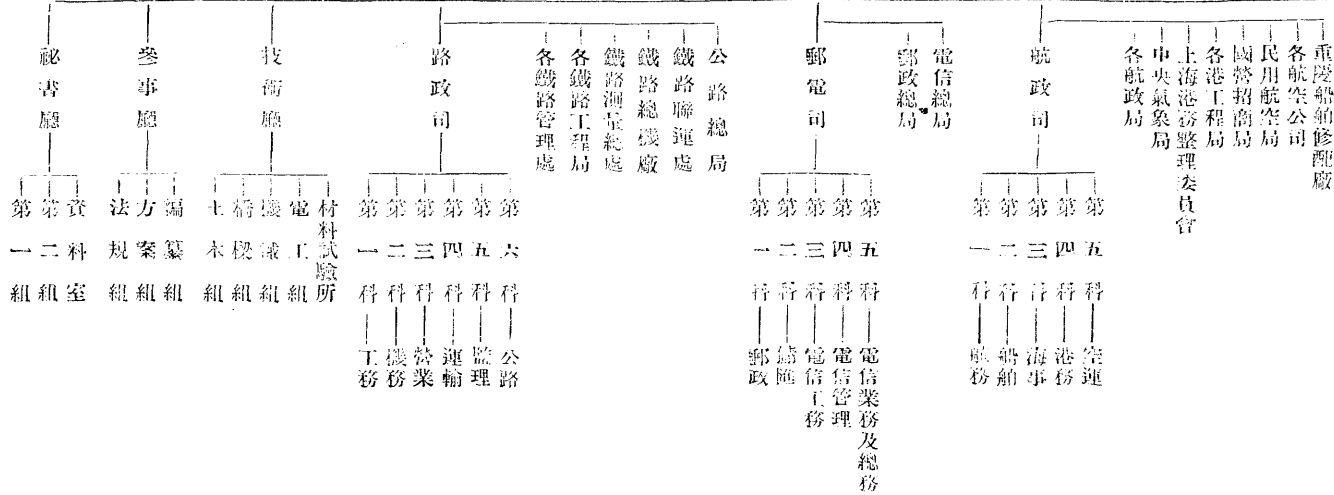 重慶船舶修配廠
各航空公司
民用航空局
國營招商局
各港工程局
上海港務整理委員會
中央氣象局
各航政局
航政司
第五科 空運
第四科 港務
第三科 海事
第二科 船舶
第一科 航務
電信總局
郵政總局
郵電司
第五科 電信業務及總務
第四科 電信管理
第三科 電信工務
第二科 儲匯
第一科 郵政
公路總局
鐵路聯運處
鐵路總機廠
鐵路測量總處
各鐵路工程局
各鐵路管理處
路政司
第六科 公路
第五科 監理
第四科 運輸
第三科 營業
第二科 機務
第一科 工務
技術廳
材料試驗所
電工組
機械組
橋樑組
土木組
參事廳
編纂組
方案組
法規組
祕書廳
資料室
第二組
第一組